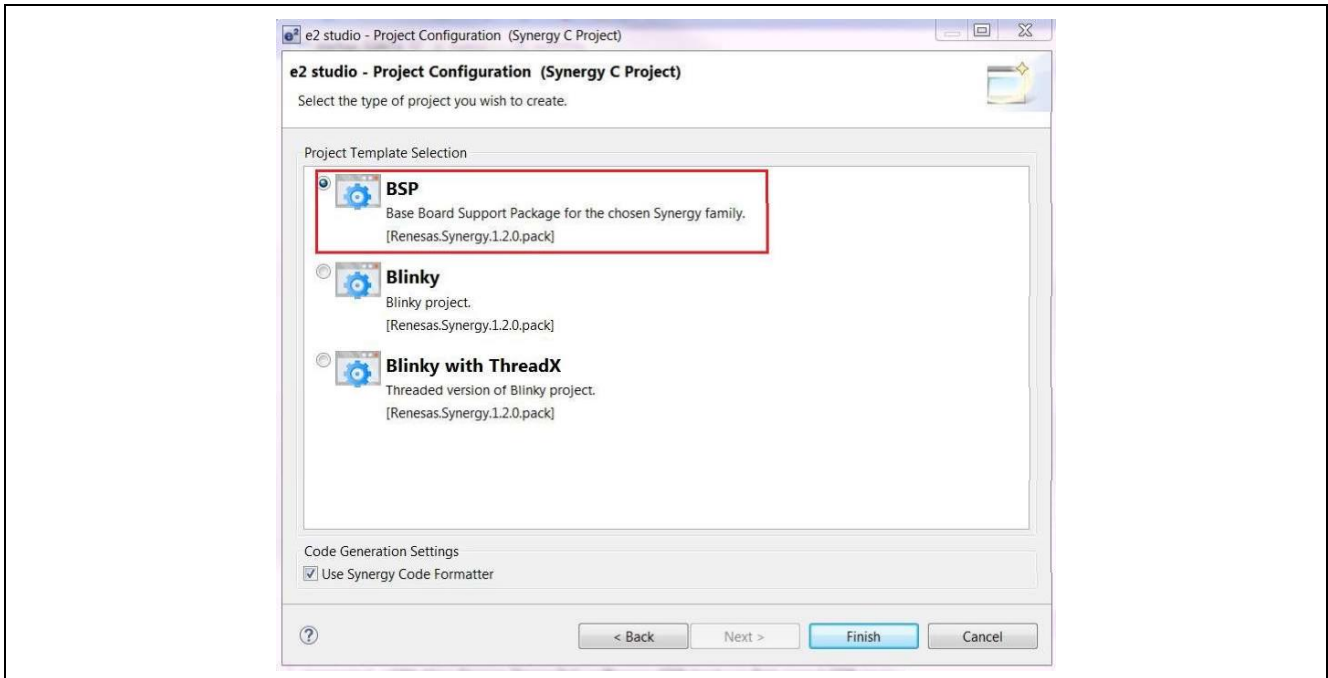 e2 studio - Project Configuration (Synergy C Project)
e2 studio - Project Configuration (Synergy C Project)
Select the type of project you wish to create.
Project Template Selection
BSP
Base Board Support Package for the chosen Synergy family.
[Renesas.Synergy.1.2.0.pack]
Blinky
Blinky project.
[Renesas.Synergy.1.2.0.pack]
Blinky with ThreadX
Threaded version of Blinky project.
[Renesas.Synergy.1.2.0.pack]
Code Generation Settings
Use Synergy Code Formatter
? < Back Next > Finish Cancel